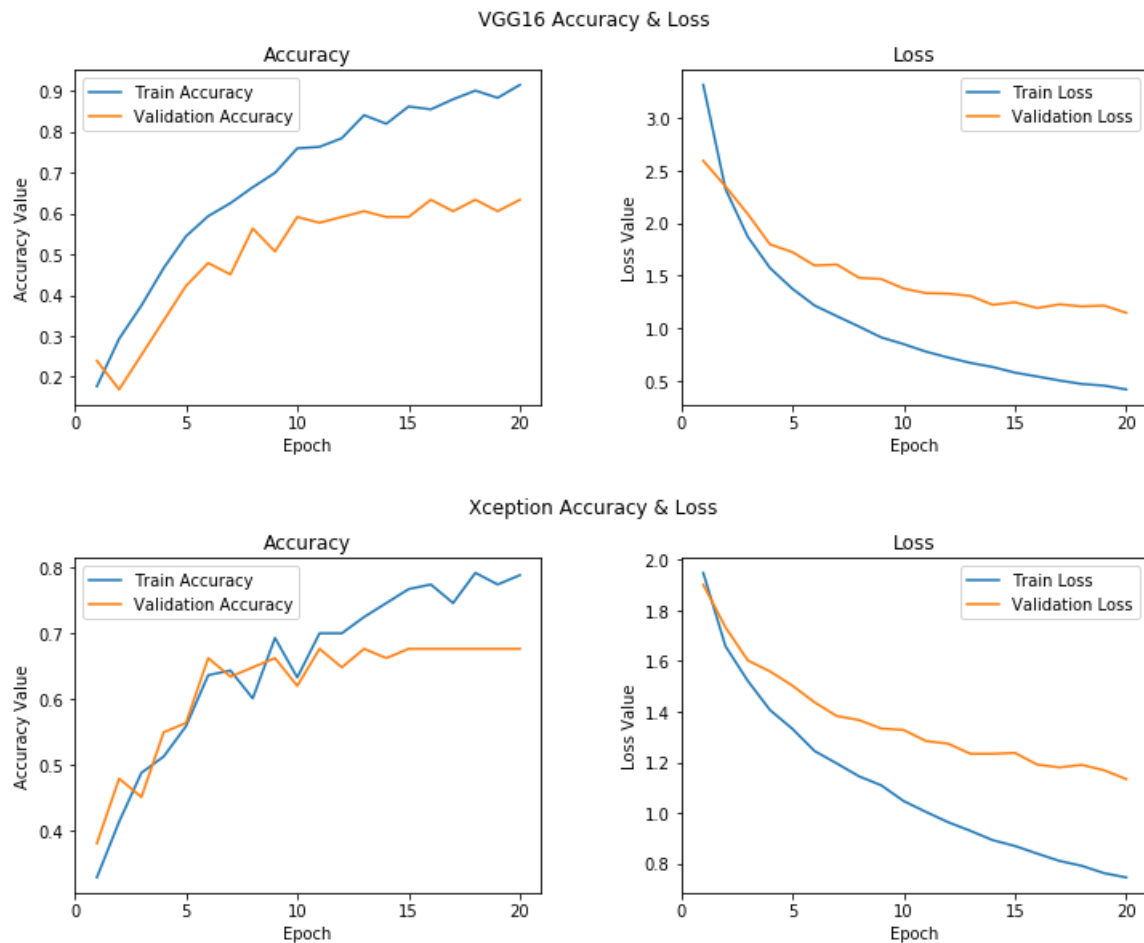 VGG16 Accuracy & Loss
Accuracy
Train Accuracy
Validation Accuracy
0.9
0.8
0.7
0.6
0.5
0.4
0.3
0.2
Accuracy Value
0 5 10 15 20
Epoch
Loss
Train Loss
Validation Loss
3.0
2.5
2.0
1.5
1.0
0.5
Loss Value
0 5 10 15 20
Epoch
Xception Accuracy & Loss
Accuracy
Train Accuracy
Validation Accuracy
0.8
0.7
0.6
0.5
0.4
Accuracy Value
0 5 10 15 20
Epoch
Loss
Train Loss
Validation Loss
2.0
1.8
1.6
1.4
1.2
1.0
0.8
Loss Value
0 5 10 15 20
Epoch